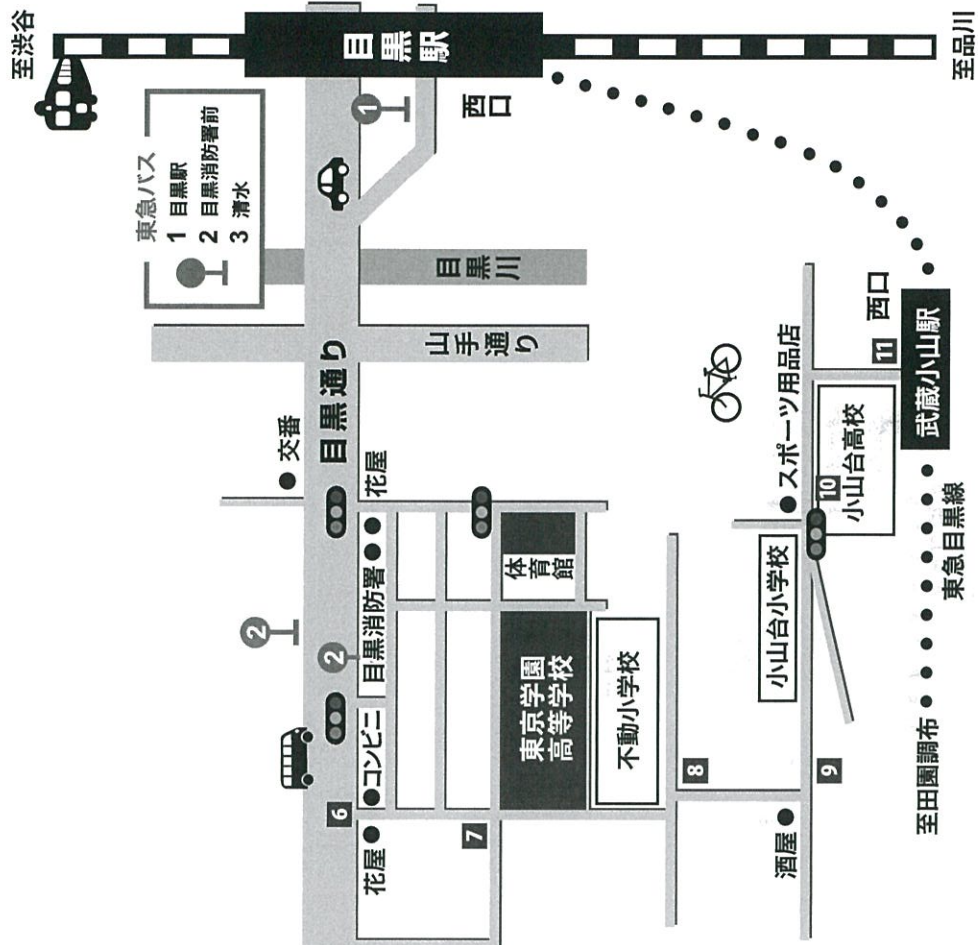 至渋谷
目黒駅
至品川
東急バス
1 目黒駅
2 目黒消防署前
3 清水
1
西口
目黒川
山手通り
目黒通り
交番
花屋
2
2
目黒消防署
コンビニ
体育館
東京学園
高等学校
不動小学校
6
花屋
7
8
スポーツ用品店
10
小山台高校
小山台小学校
9
酒屋
西口
11
武蔵小山駅
東急目黒線
至田園調布